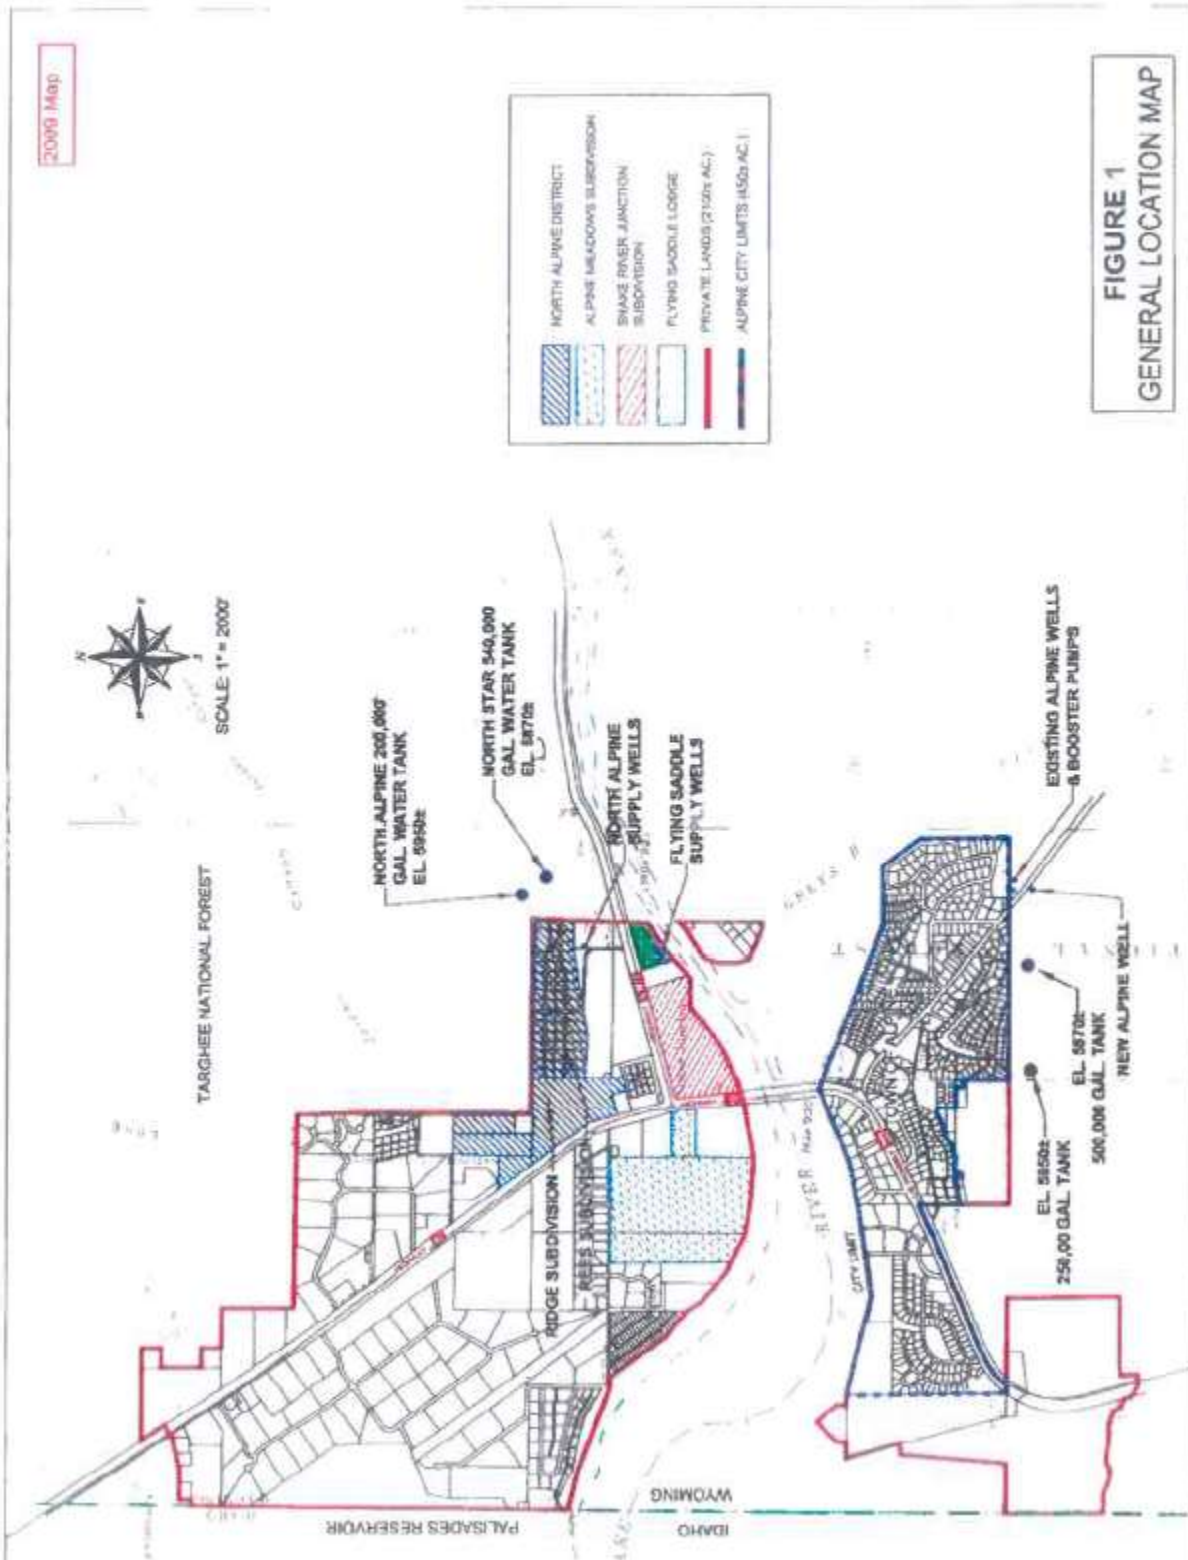 2009 Map
N
SCALE: 1" = 2000'
TARGHEE NATIONAL FOREST
NORTH ALPINE 200,000
GAL. WATER TANK
EL. 5950±
NORTH STAR 540,000
GAL. WATER TANK
EL. 5870±
NORTH ALPINE
SUPPLY WELLS
FLYING SADDLE
SUPPLY WELLS
RIDGE SUBDIVISION
REES SUBDIVISION
PALISADES RESERVOIR
IDAHO
WYOMING
RIVER
GREYS R
CITY LIMIT
TOWN OF
EXISTING ALPINE WELLS
& BOOSTER PUMPS
NEW ALPINE WELL
EL. 5870±
500,000 GAL. TANK
EL. 5850±
250,00 GAL TANK
NORTH ALPINE DISTRICT
ALPINE MEADOWS SUBDIVISION
SNAKE RIVER JUNCTION
SUBDIVISION
FLYING SADDLE LODGE
PRIVATE LANDS (2100± AC.)
ALPINE CITY LIMITS (450± AC.)
FIGURE 1
GENERAL LOCATION MAP